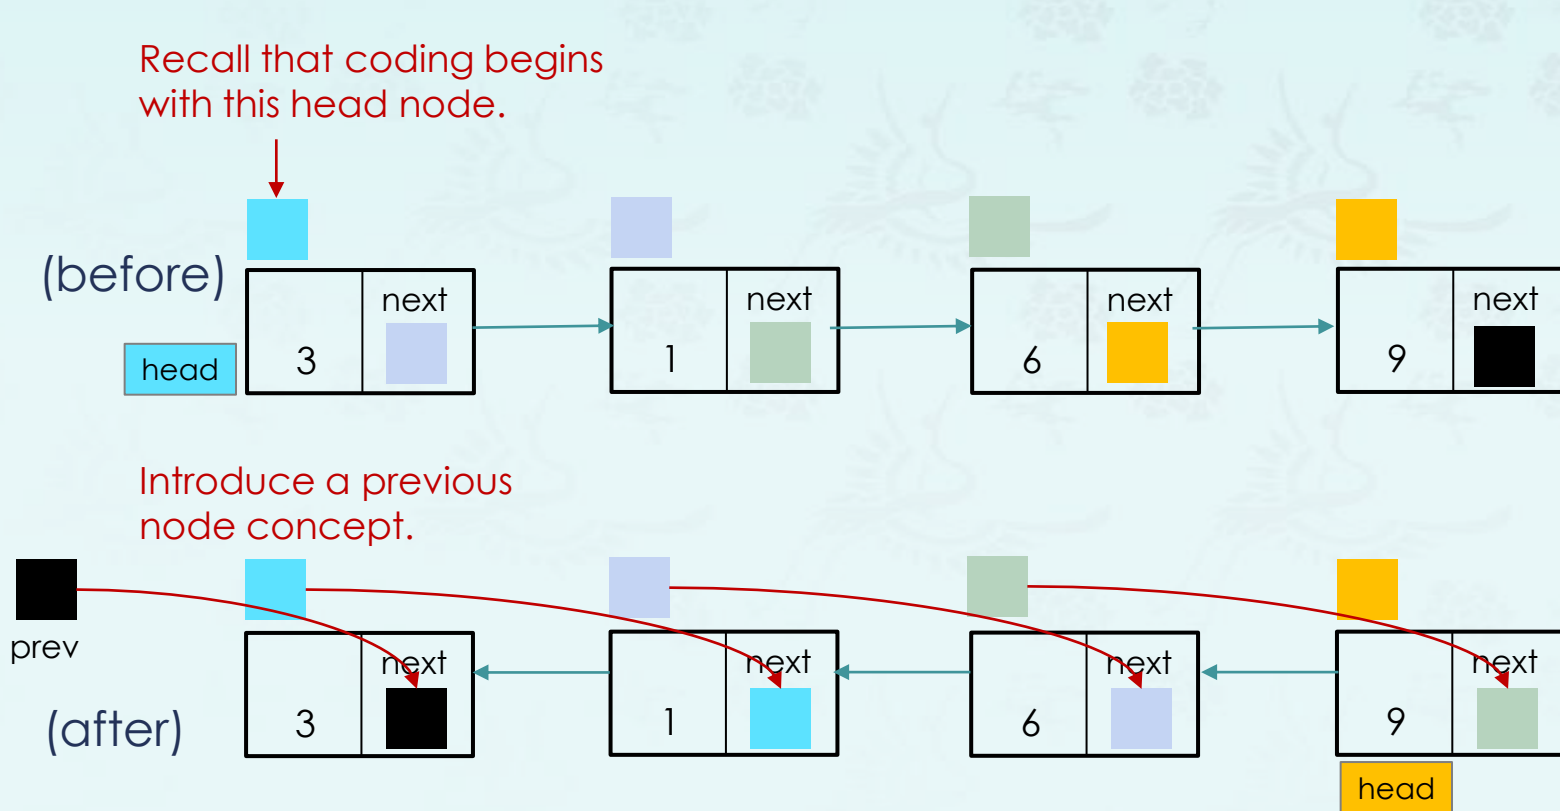 Recall that coding begins
with this head node.
(before)
next
next
next
next
head
3
1
6
9
Introduce a previous
node concept.
prev
next
next
next
next
(after)
3
1
6
9
head